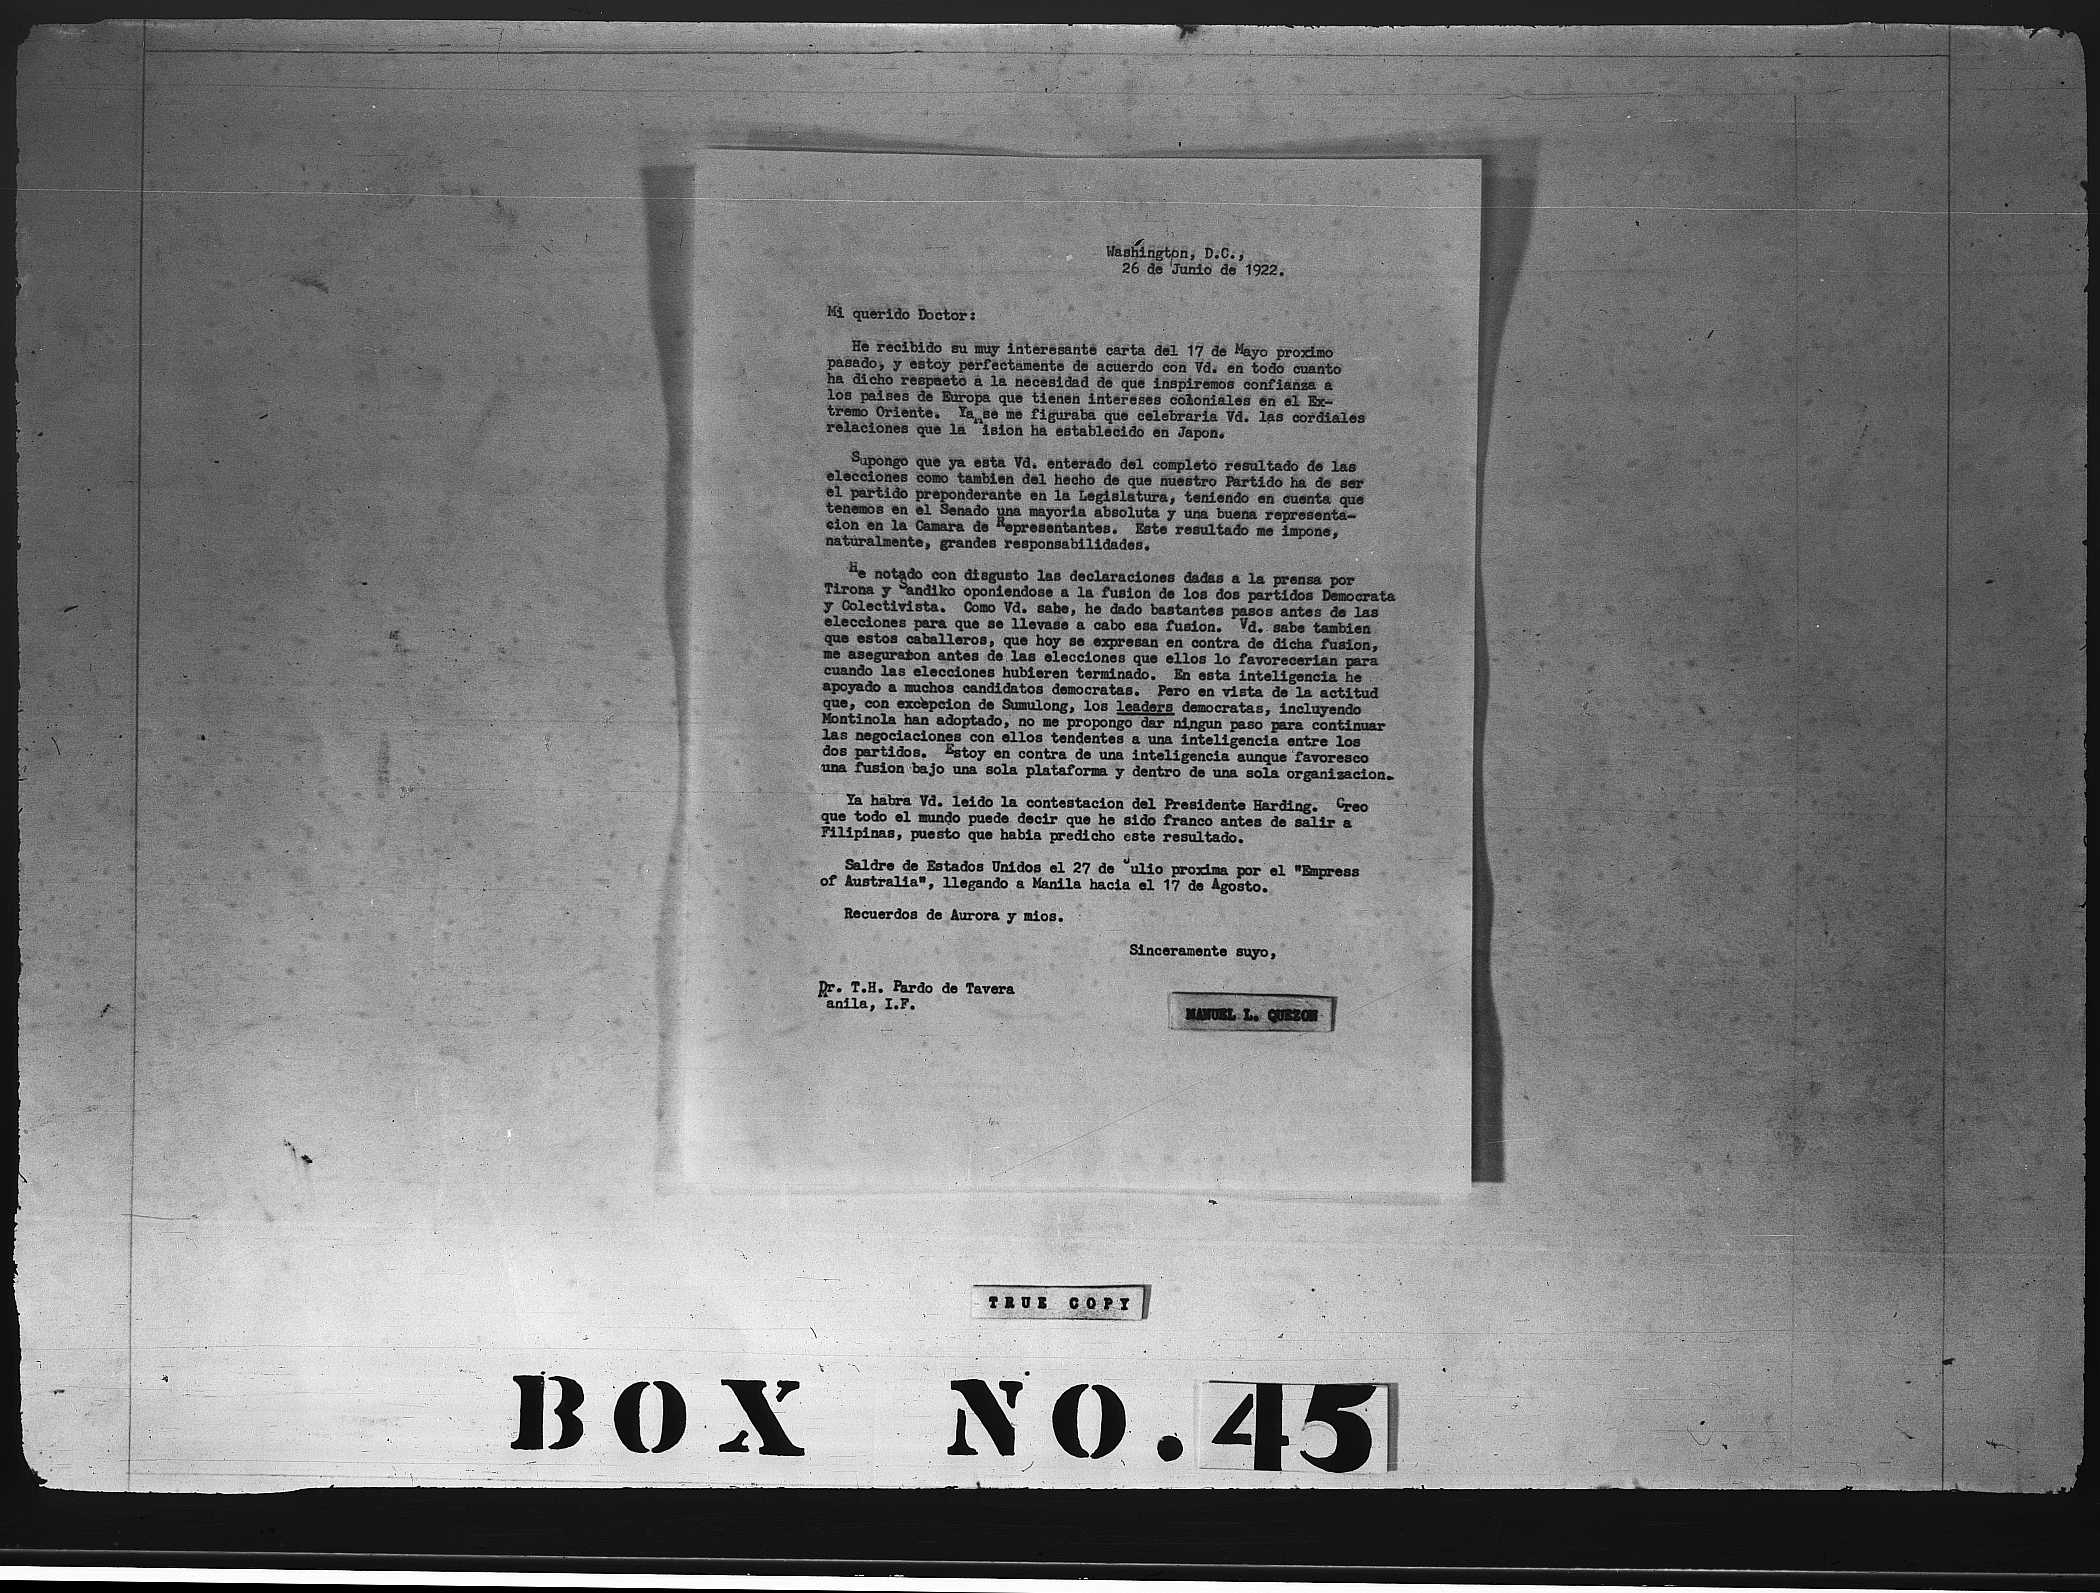 Washington, D.C.,
26 de Junio de 1922.
Mi querido Doctor:
He recibido su muy interesante carta del 17 de Mayo proximo
pasado, y estoy perfectamente de acuerdo con Vd. en todo cuanto
ha dicho respaeto a la necesidad de que inspiremos confianza a
los paises de Europa que tienen intereses coloniales en el Ex-
tremo Oriente. Ya se me figuraba que celebraria Vd. las cordiales
relaciones que la Mision ha establecido en Japon.
Supongo que ya esta Vd. enterado del completo resultado de las
elecciones como tambien del hecho de que nuestro Partido ha de ser
el partido preponderante en la Legislatura, teniendo en cuenta que
tenemos en el Senado una mayoria absoluta y una buena representa-
cion en la Camara de Representantes. Este resultado me impone,
naturalmente, grandes responsabilidades.
He notado con disgusto las declaraciones dadas a la prensa por
Tirona y Sandiko oponiendose a la fusion de los dos partidos Democrata
y Colectivista. Como Vd. sabe, he dado bastantes pasos antes de las
elecciones para que se llevase a cabo esa fusion. Vd. sabe tambien
que estos caballeros, que hoy se expresan en contra de dicha fusion,
me aseguraron antes de las elecciones que ellos lo favorecerian para
cuando las elecciones hubieren terminado. En esta inteligencia he
apoyado a muchos candidatos democratas. Pero en vista de la actitud
que, con excepcion de Sumulong, los leaders democratas, incluyendo
Montinola han adoptado, no me propongo dar ningun paso para continuar
las negociaciones con ellos tendentes a una inteligencia entre los
dos partidos. Estoy en contra de una inteligencia aunque favoresco
una fusion bajo una sola plataforma y dentro de una sola organizacion.
Ya habra Vd. leido la contestacion del Presidente Harding. Creo
que todo el mundo puede decir que he sido franco antes de salir a
Filipinas, puesto que habia predicho este resultado.
Saldre de Estados Unidos el 27 de Julio proxima por el "Empress
of Australia", llegando a Manila hacia el 17 de Agosto.
Recuerdos de Aurora y mios.
Sinceramente suyo,
Dr. T.H. Pardo de Tavera
Manila, I.F.
MANUEL L. QUEZON
TRUE COPY
BOX NO. 45